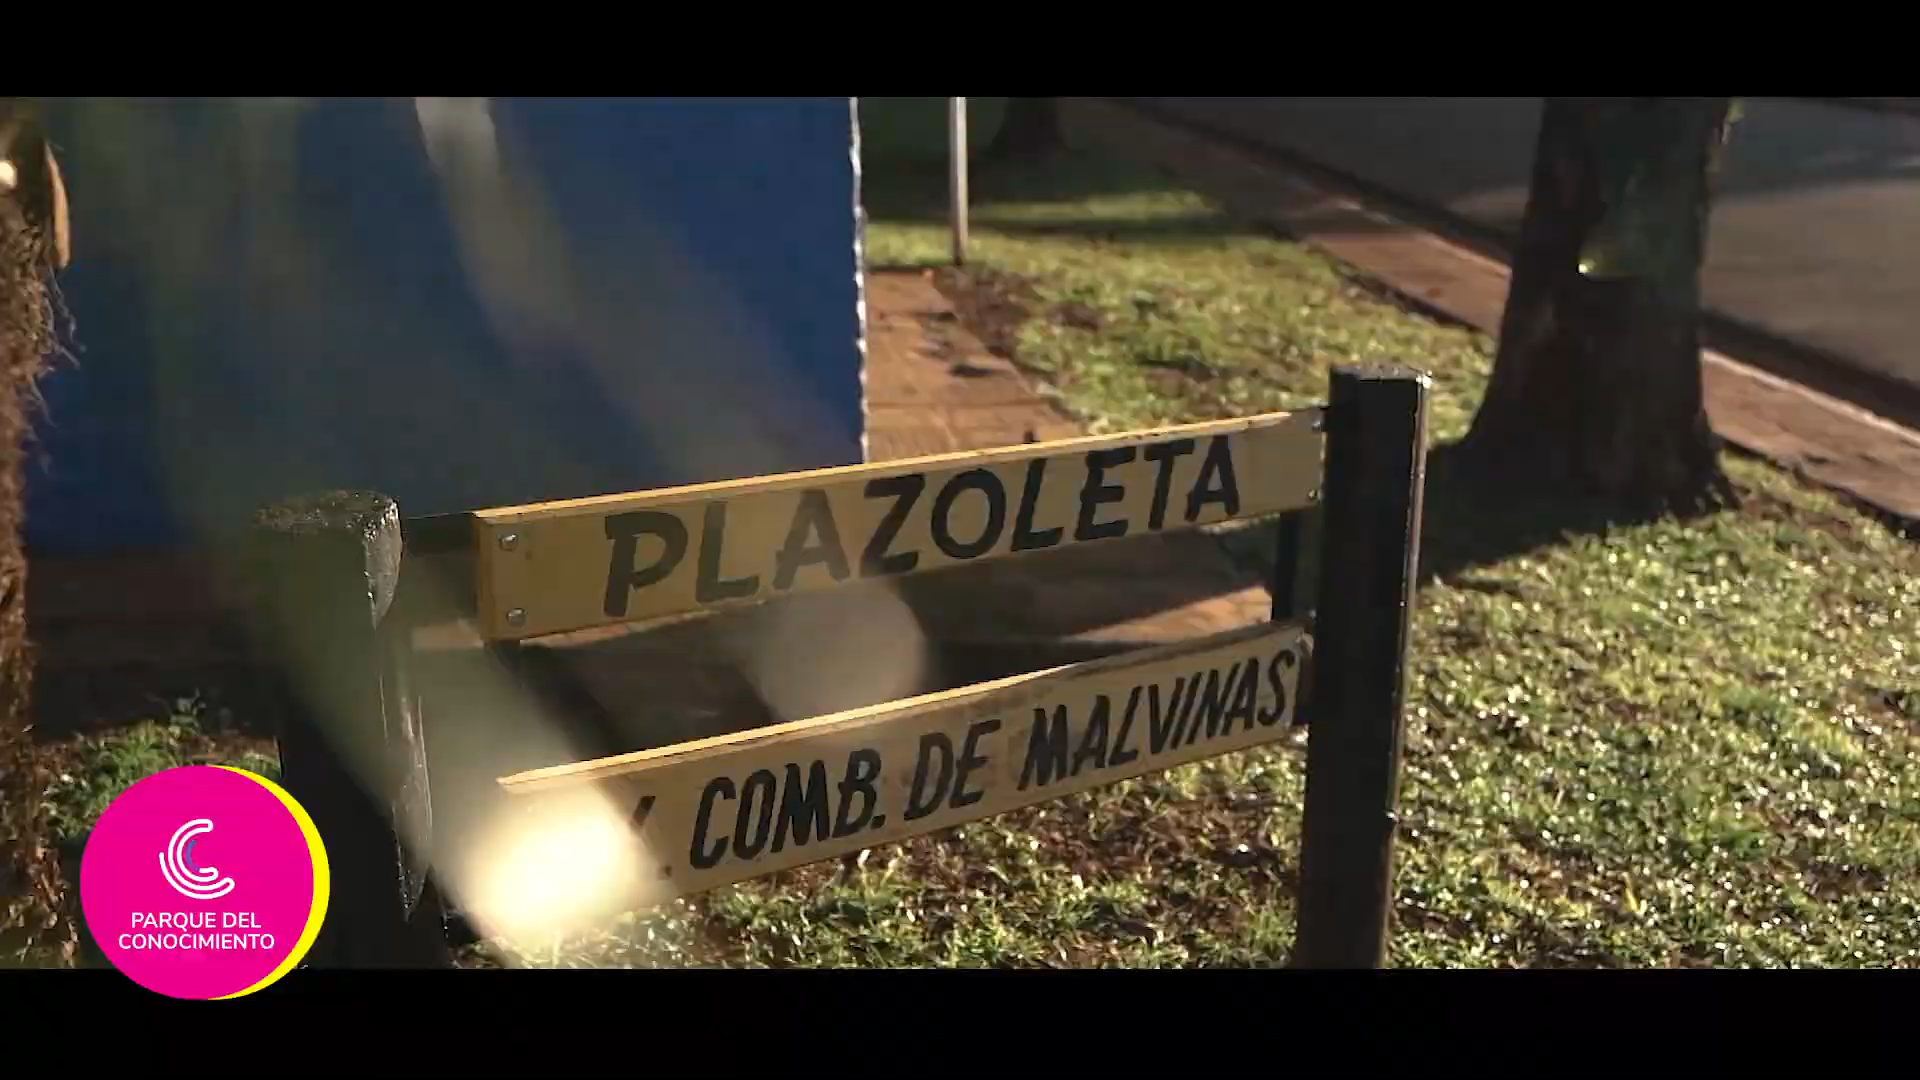 PLAZOLETA
COMB. DE MALVINAS
PARQUE DEL
CONOCIMIENTO